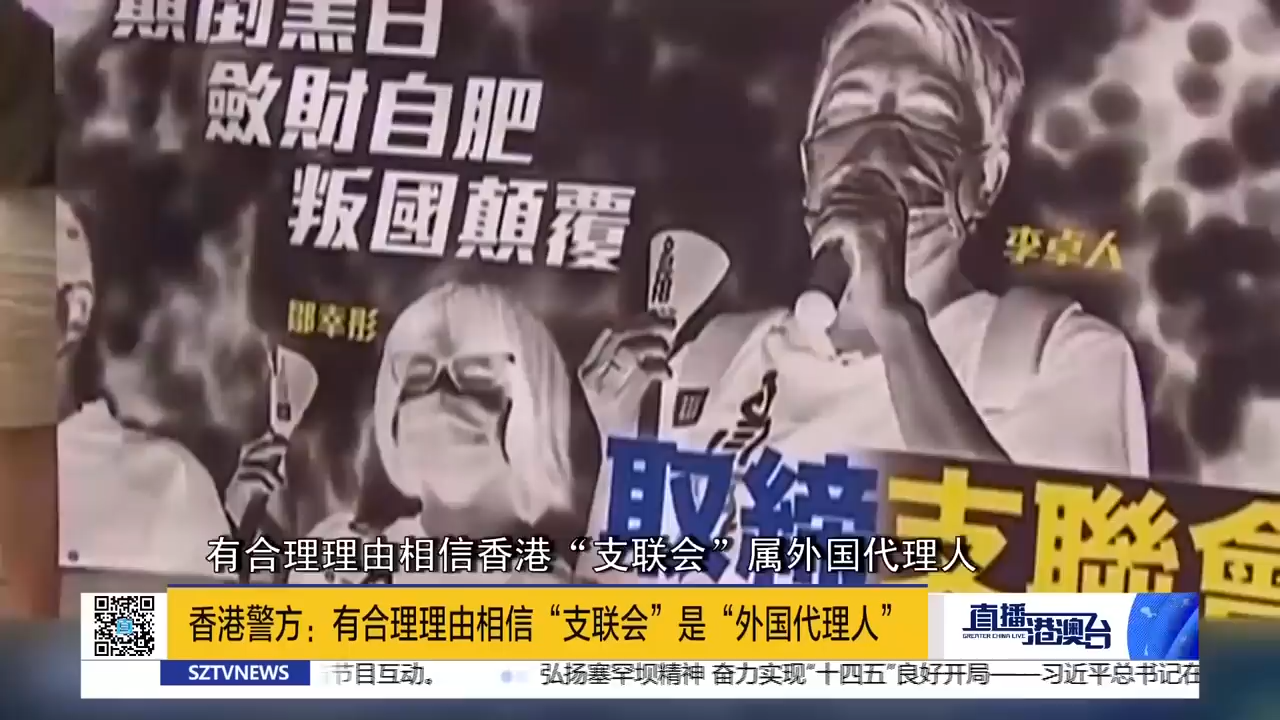 顛倒黑白
斂財自肥
叛國顛覆
李卓人
鄒幸彤
取締支聯會
有合理理由相信香港“支联会”属外国代理人
香港警方：有合理理由相信“支联会”是“外国代理人”
直播港澳台
GREATER CHINA LIVE
SZTVNEWS
节目互动。 弘扬塞罕坝精神 奋力实现“十四五”良好开局——习近平总书记在